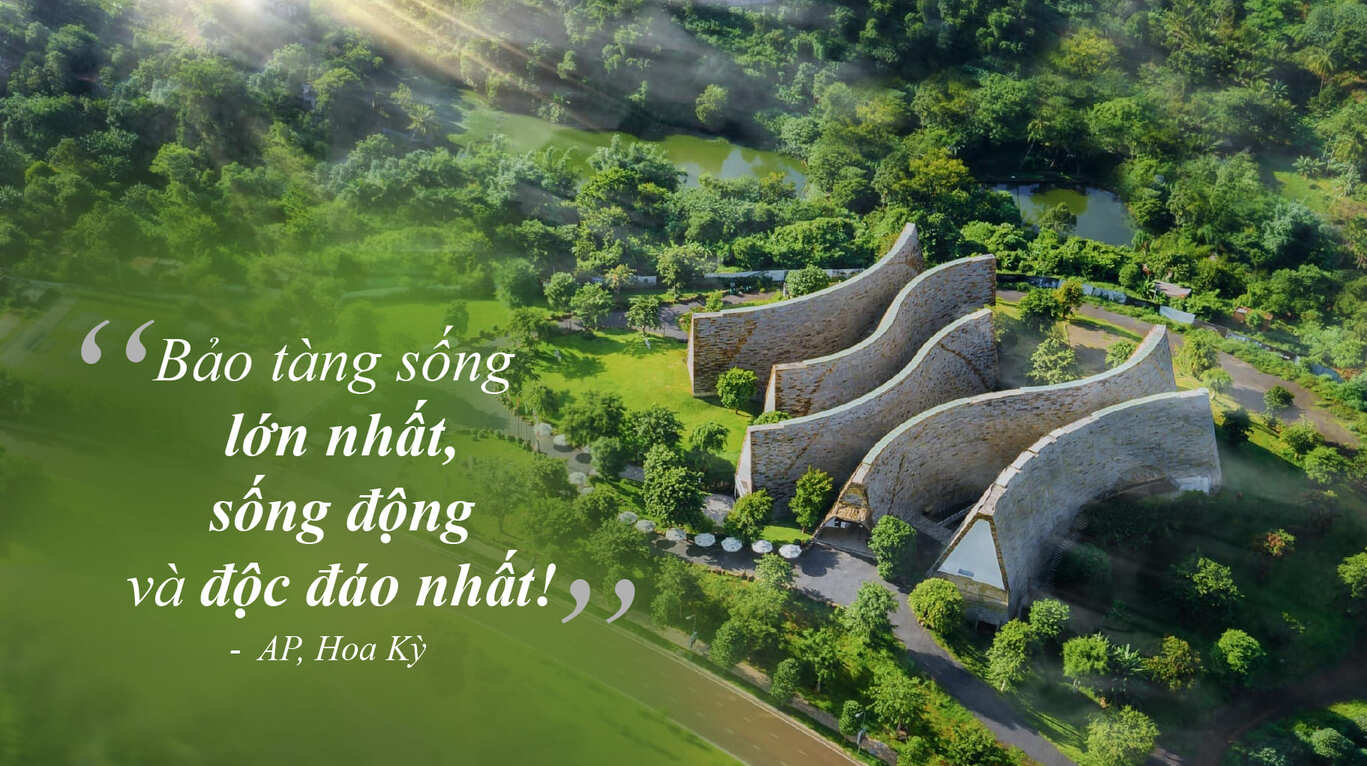 “Bảo tàng sống
lớn nhất,
sống động
và độc đáo nhất!”
- AP, Hoa Kỳ